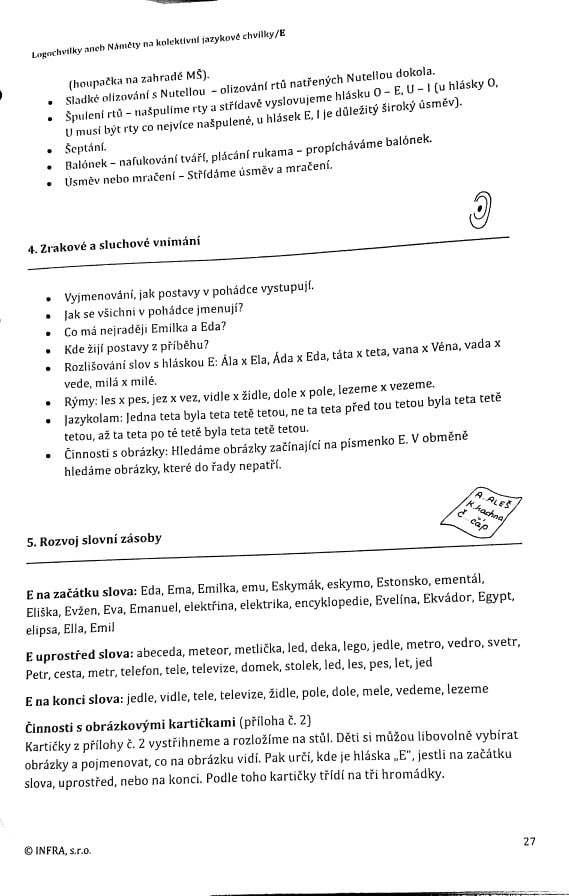 Logochvilky aneb Náměty na kolektivní jazykové chvilky/E
(houpačka na zahradě MŠ).
• Sladké olizování s Nutellou – olizování rtů natřených Nutellou dokola.
• Špulení rtů – našpulíme rty a střídavě vyslovujeme hlásku O – E, U – I (u hlásky O,
U musí být rty co nejvíce našpulené, u hlásek E, I je důležitý široký úsměv).
• Šeptání.
• Balónek – nafukování tváří, plácání rukama – propícháváme balónek.
• Úsměv nebo mračení – Střídáme úsměv a mračení.
4. Zrakové a sluchové vnímání
• Vyjmenování, jak postavy v pohádce vystupují.
• Jak se všichni v pohádce jmenují?
• Co má nejraději Emilka a Eda?
• Kde žijí postavy z příběhu?
• Rozlišování slov s hláskou E: Ála x Ela, Áda x Eda, táta x teta, vana x Véna, vada x
vede, milá x milé.
• Rýmy: les x pes, jez x vez, vidle x židle, dole x pole, lezeme x vezeme.
• Jazykolam: Jedna teta byla teta tetě tetou, ne ta teta před tou tetou byla teta tetě
tetou, až ta teta po té tetě byla teta tetě tetou.
• Činnosti s obrázky: Hledáme obrázky začínající na písmenko E. V obměně
hledáme obrázky, které do řady nepatří.
A. ALEŠ
K. kachna
Č čáp
5. Rozvoj slovní zásoby
E na začátku slova: Eda, Ema, Emilka, emu, Eskymák, eskymo, Estonsko, ementál,
Eliška, Evžen, Eva, Emanuel, elektřina, elektrika, encyklopedie, Evelína, Ekvádor, Egypt,
elipsa, Ella, Emil
E uprostřed slova: abeceda, meteor, metlička, led, deka, lego, jedle, metro, vedro, svetr,
Petr, cesta, metr, telefon, tele, televize, domek, stolek, led, les, pes, let, jed
E na konci slova: jedle, vidle, tele, televize, židle, pole, dole, mele, vedeme, lezeme
Činnosti s obrázkovými kartičkami (příloha č. 2)
Kartičky z přílohy č. 2 vystřihneme a rozložíme na stůl. Děti si můžou libovolně vybírat
obrázky a pojmenovat, co na obrázku vidí. Pak určí, kde je hláska „E“, jestli na začátku
slova, uprostřed, nebo na konci. Podle toho kartičky třídí na tři hromádky.
© INFRA, s.r.o.
27